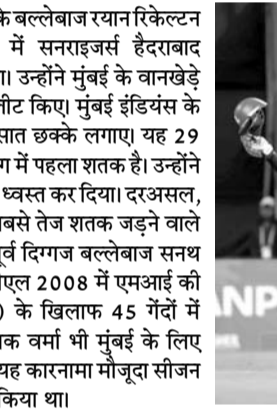 के बल्लेबाज रयान रिकेल्टन
में सनराइजर्स हैदराबाद
ा। उन्होंने मुंबई के वानखेड़े
नीट किए। मुंबई इंडियंस के
सात छक्के लगाए। यह 29
ग में पहला शतक है। उन्होंने
ध्वस्त कर दिया। दरअसल,
बसे तेज शतक जड़ने वाले
पूर्व दिग्गज बल्लेबाज सनथ
ीएल 2008 में एमआई की
) के खिलाफ 45 गेंदों में
क वर्मा भी मुंबई के लिए
यह कारनामा मौजूदा सीजन
किया था।
ANP